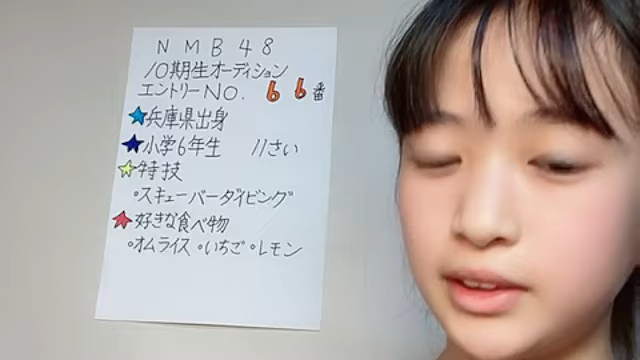 NMB48
10期生オーディション
エントリーNO. 66番
★兵庫県出身
★小学6年生 11さい
★特技
•スキューバーダイビング
★好きな食べ物
•オムライス•いちご•レモン